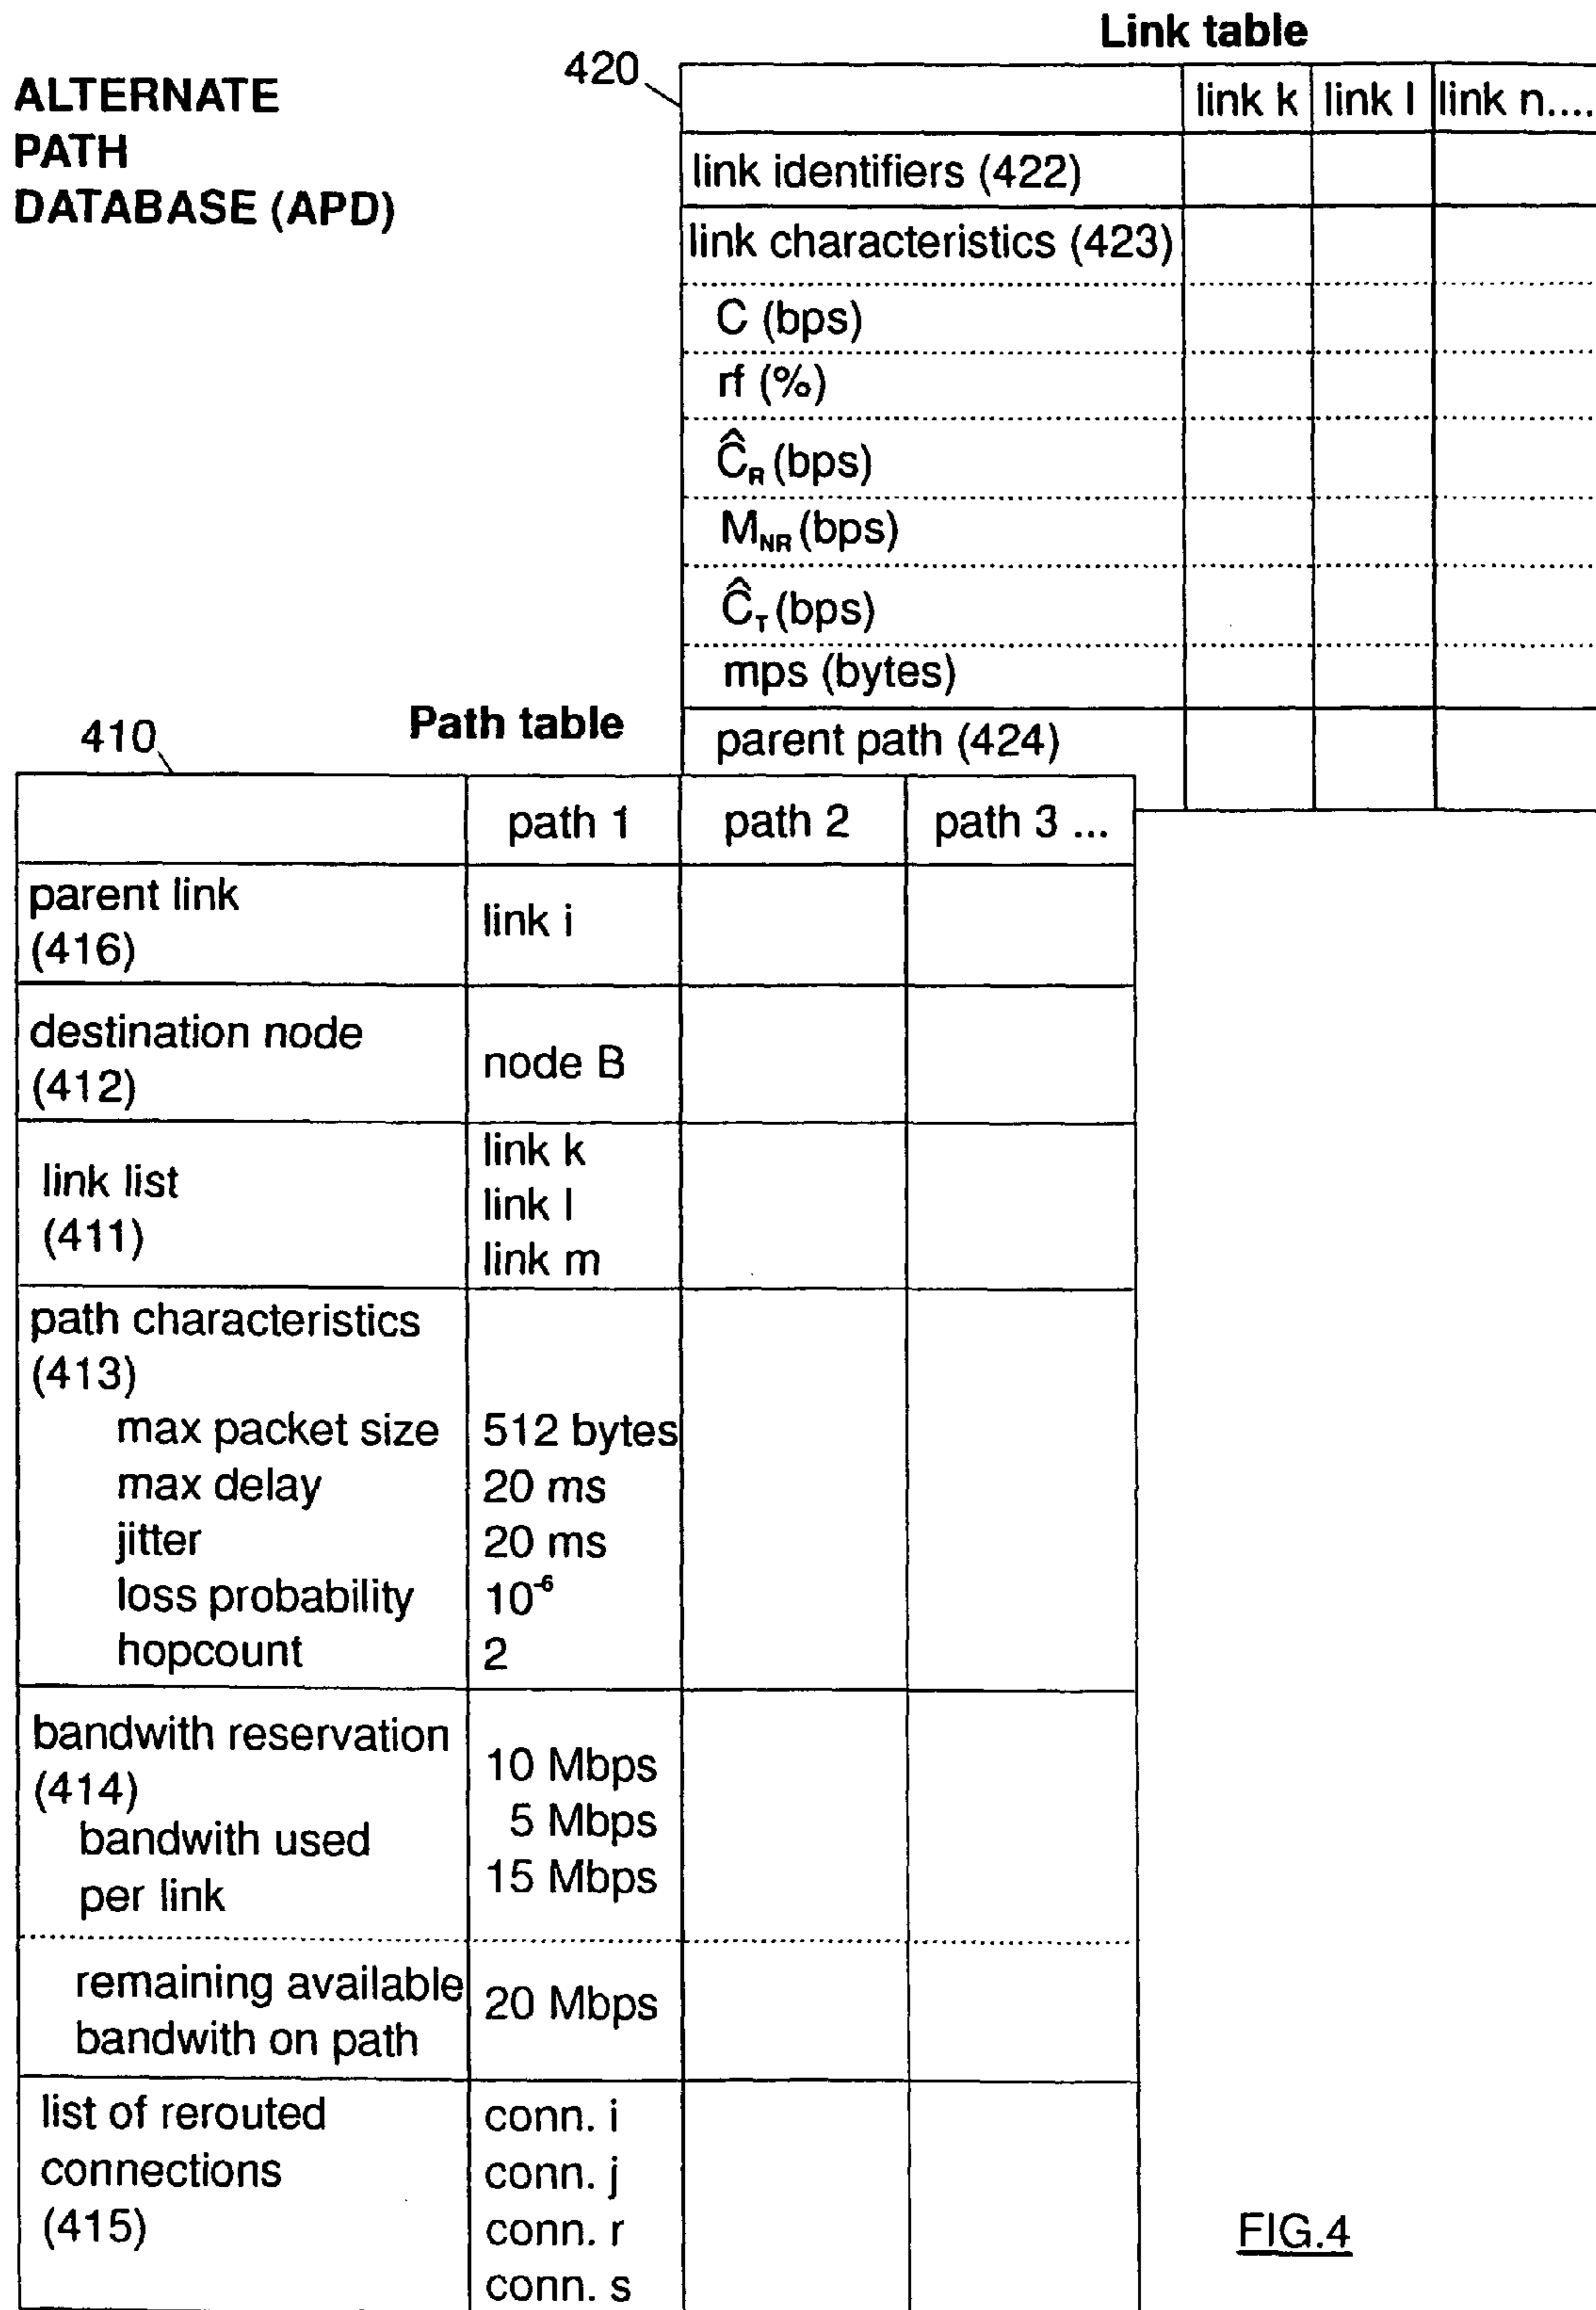 ALTERNATE
PATH
DATABASE (APD)
Link table
420
link k link l link n....
link identifiers (422)
link characteristics (423)
C (bps)
rf (%)
Ĉ_R (bps)
M_NR (bps)
Ĉ_T (bps)
mps (bytes)
parent path (424)
410
Path table
path 1 path 2 path 3 ...
parent link
(416)
link i
destination node
(412)
node B
link list
(411)
link k
link l
link m
path characteristics
(413)
max packet size 512 bytes
max delay 20 ms
jitter 20 ms
loss probability 10⁻⁶
hopcount 2
bandwith reservation
(414)
bandwith used
per link
10 Mbps
5 Mbps
15 Mbps
remaining available
bandwith on path
20 Mbps
list of rerouted
connections
(415)
conn. i
conn. j
conn. r
conn. s
FIG.4